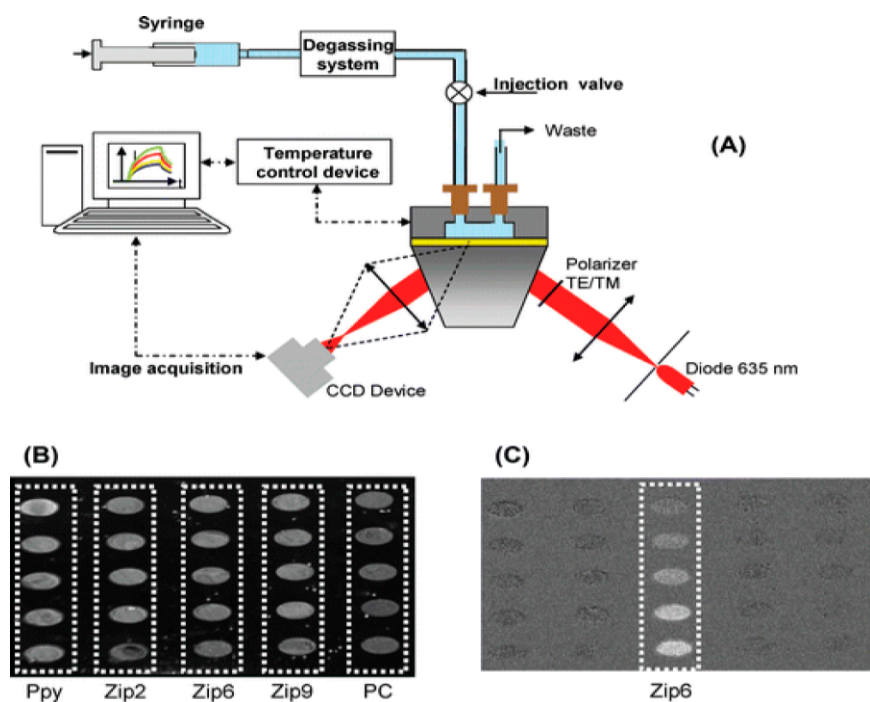 Syringe
Degassing
system
Injection valve
Waste
(A)
Temperature
control device
t
Polarizer
TE/TM
Image acquisition
CCD Device
Diode 635 nm
(B)
(C)
Ppy Zip2 Zip6 Zip9 PC
Zip6